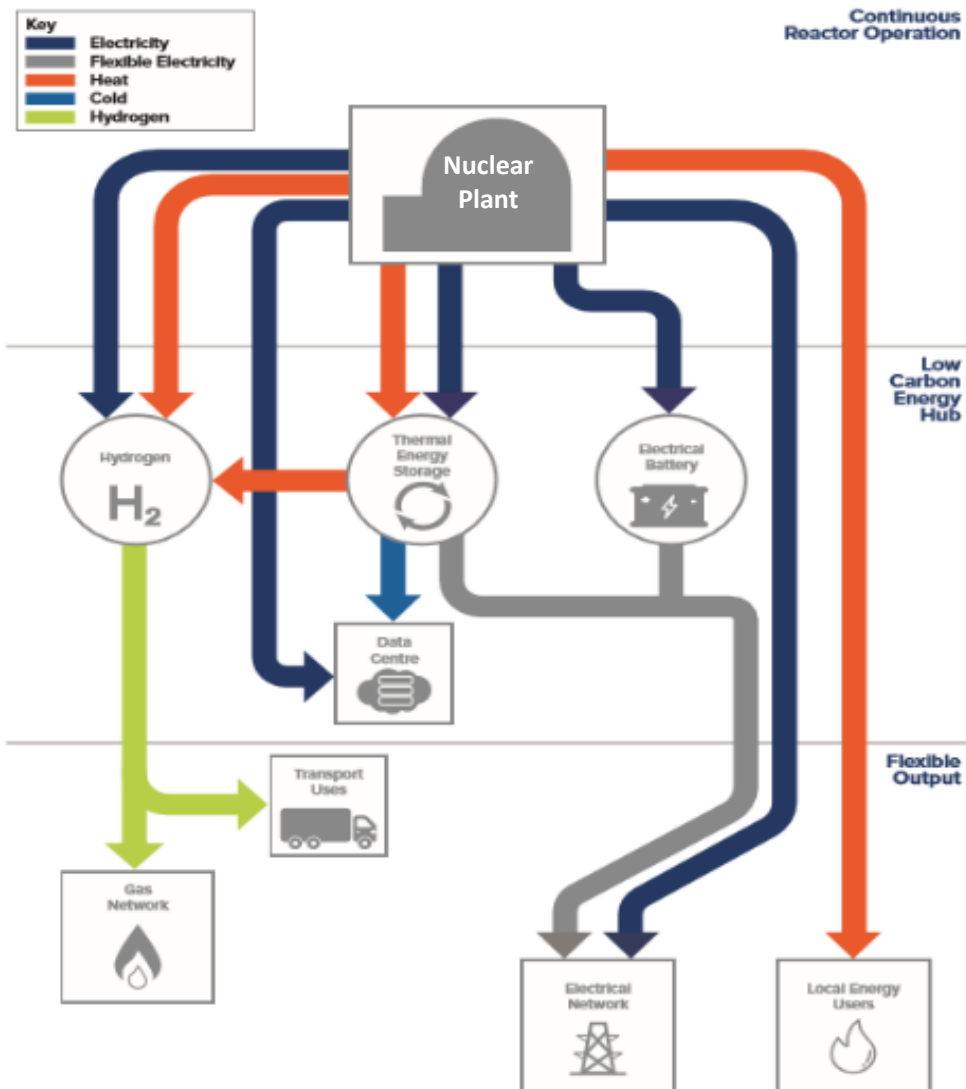 Key
Electricity
Flexible Electricity
Heat
Cold
Hydrogen
Continuous
Reactor Operation
Nuclear
Plant
Low
Carbon
Energy
Hub
Hydrogen
H₂
Thermal
Energy
Storage
Electrical
Battery
Data
Centre
Flexible
Output
Transport
Uses
Gas
Network
Electrical
Network
Local Energy
Users